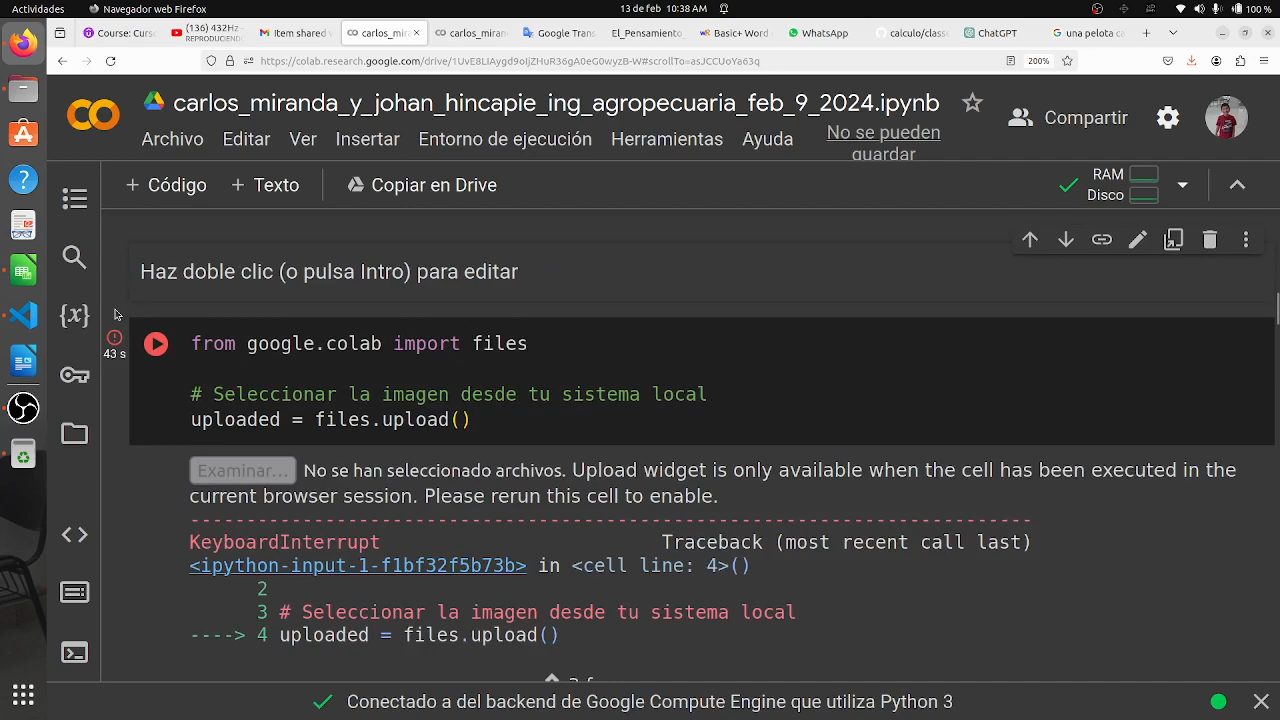 Actividades
Navegador web Firefox
13 de feb 10:38 AM
100 %
Course: Curso
(136) 432Hz
REPRODUCIENDO
Item shared
carlos_mira
carlos_miran
Google Trans
El_Pensamiento
Basic+ Word
WhatsApp
calculo/classe
ChatGPT
una pelota ca
https://colab.research.google.com/drive/1UvE8LIAygd9oIjZHuR36gA0eG0wyzB-W#scrollTo=asJCCUoYa63q
200%
carlos_miranda_y_johan_hincapie_ing_agropecuaria_feb_9_2024.ipynb
Archivo Editar Ver Insertar Entorno de ejecución Herramientas Ayuda
No se pueden
guardar
Compartir
+ Código + Texto
Copiar en Drive
RAM
Disco
Haz doble clic (o pulsa Intro) para editar
43 s
from google.colab import files
# Seleccionar la imagen desde tu sistema local
uploaded = files.upload()
Examinar... No se han seleccionado archivos. Upload widget is only available when the cell has been executed in the
current browser session. Please rerun this cell to enable.
---------------------------------------------------------------------------
KeyboardInterrupt Traceback (most recent call last)
<ipython-input-1-f1bf32f5b73b> in <cell line: 4>()
2
3 # Seleccionar la imagen desde tu sistema local
----> 4 uploaded = files.upload()
Conectado a del backend de Google Compute Engine que utiliza Python 3